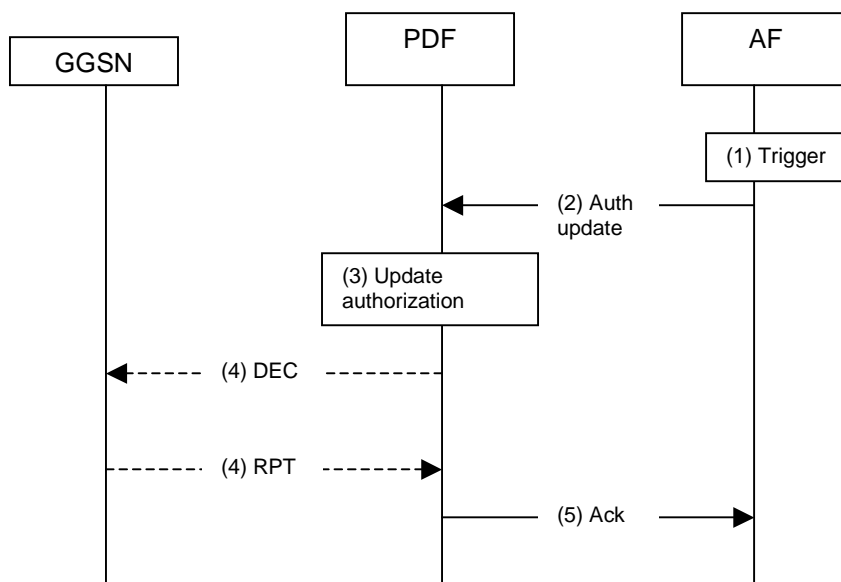 GGSN
PDF
AF
(1) Trigger
(2) Auth
update
(3) Update
authorization
(4) DEC
(4) RPT
(5) Ack